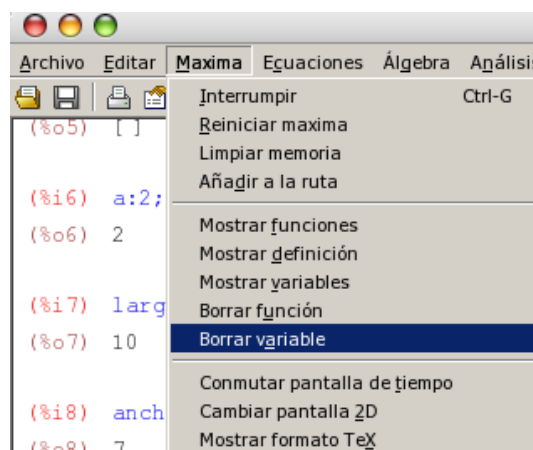 Archivo Editar Maxima Ecuaciones Álgebra Análisis
(%o5) [ ]
(%i6) a:2;
(%o6) 2
(%i7) larg
(%o7) 10
(%i8) anch
(%o8) 7
Interrumpir Ctrl-G
Reiniciar maxima
Limpiar memoria
Añadir a la ruta
Mostrar funciones
Mostrar definición
Mostrar variables
Borrar función
Borrar variable
Conmutar pantalla de tiempo
Cambiar pantalla 2D
Mostrar formato TeX